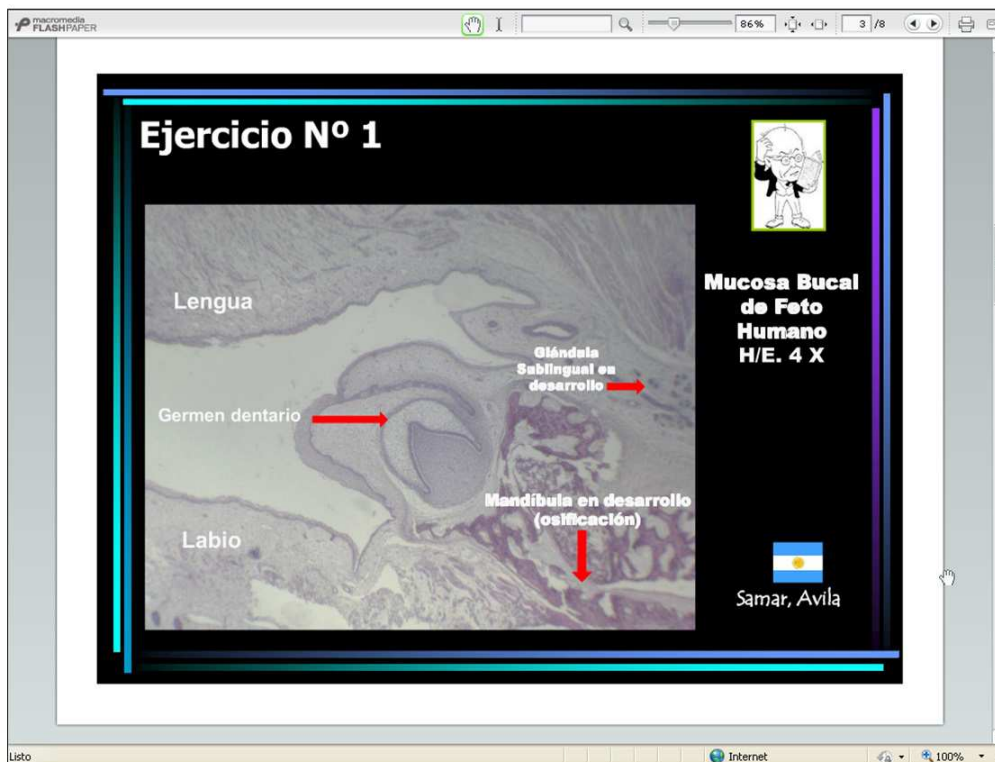 macromedia
FLASHPAPER
86%
3 /8
Ejercicio Nº 1
Lengua
Mucosa Bucal
de Feto
Humano
H/E. 4 X
Glándula
Sublingual en
desarrollo
Germen dentario
Mandíbula en desarrollo
(osificación)
Labio
Samar, Avila
Listo
Internet
100%